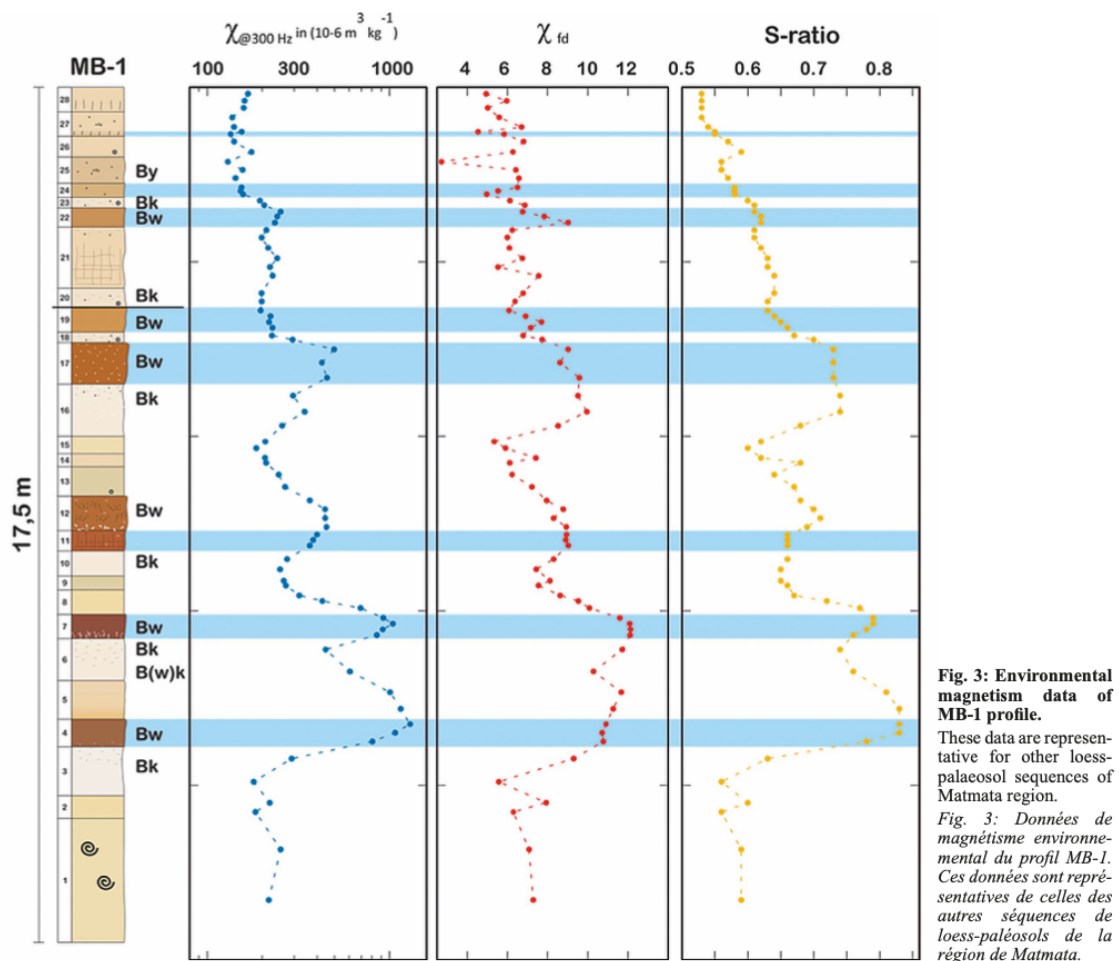 χ@300 Hz in (10-6 m3 kg-1)
χ fd
S-ratio
MB-1
100 300 1000
4 6 8 10 12
0.5 0.6 0.7 0.8
17,5 m
28
27
26
25 By
24
23 Bk
22 Bw
21
20 Bk
19 Bw
18
17 Bw
16 Bk
15
14
13
12 Bw
11
10 Bk
9
8
7 Bw
6 Bk
B(w)k
5
4 Bw
3 Bk
2
1
Fig. 3: Environmental
magnetism data of
MB-1 profile.
These data are represen-
tative for other loess-
palaeosol sequences of
Matmata region.
Fig. 3: Données de
magnétisme environne-
mental du profil MB-1.
Ces données sont repré-
sentatives de celles des
autres séquences de
loess-paléosols de la
région de Matmata.